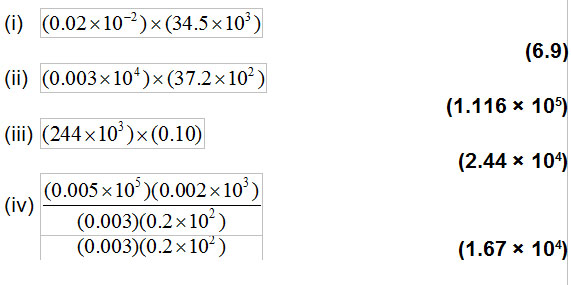 (i) (0.02×10⁻²)×(34.5×10³)
(6.9)
(ii) (0.003×10⁴)×(37.2×10²)
(1.116 × 10⁵)
(iii) (244×10³)×(0.10)
(2.44 × 10⁴)
(iv) (0.005×10⁵)(0.002×10³)
(0.003)(0.2×10²)
(0.003)(0.2×10²)
(1.67 × 10⁴)